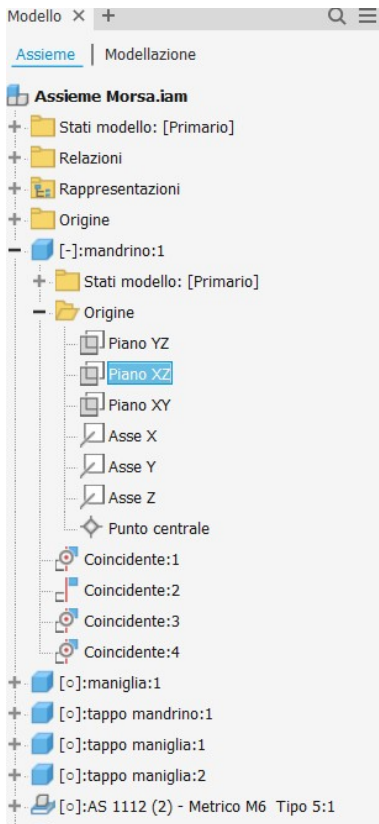 Modello × +
Assieme | Modellazione
Assieme Morsa.iam
Stati modello: [Primario]
Relazioni
Rappresentazioni
Origine
[-]:mandrino:1
Stati modello: [Primario]
Origine
Piano YZ
Piano XZ
Piano XY
Asse X
Asse Y
Asse Z
Punto centrale
Coincidente:1
Coincidente:2
Coincidente:3
Coincidente:4
[○]:maniglia:1
[○]:tappo mandrino:1
[○]:tappo maniglia:1
[○]:tappo maniglia:2
[○]:AS 1112 (2) - Metrico M6 Tipo 5:1